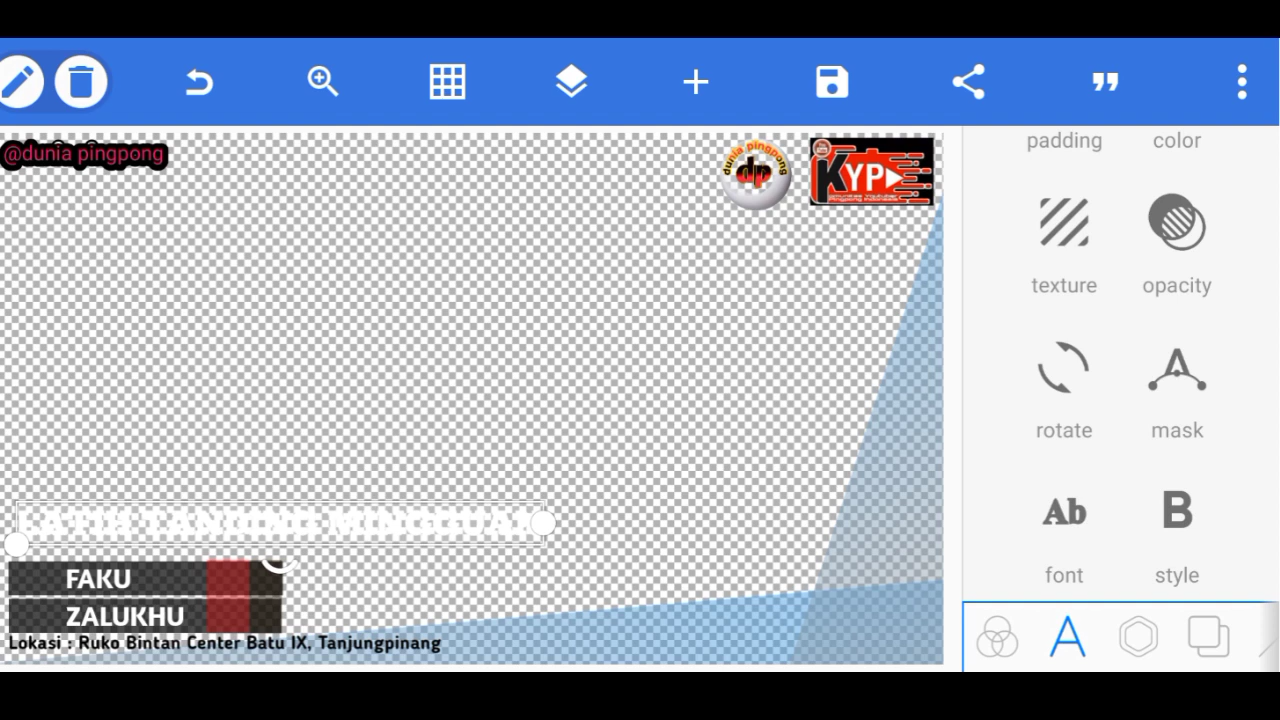 @dunia pingpong
dunia pingpong
dp
KYP
LATIH TANDING MINGGUAN
FAKU
ZALUKHU
Lokasi : Ruko Bintan Center Batu IX, Tanjungpinang
padding color
texture opacity
rotate mask
Ab B
font style
A